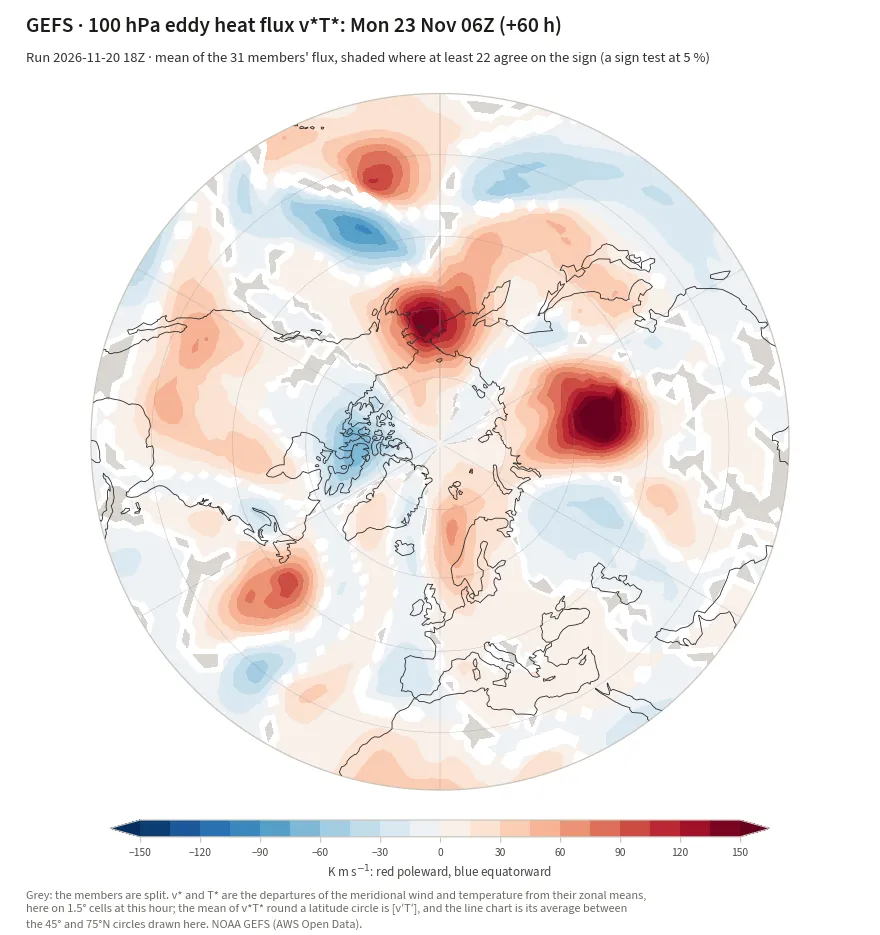 GEFS · 100 hPa eddy heat flux v*T*: Mon 23 Nov 06Z (+60 h)
Run 2026-11-20 18Z · mean of the 31 members' flux, shaded where at least 22 agree on the sign (a sign test at 5 %)
−150 −120 −90 −60 −30 0 30 60 90 120 150
K m s⁻¹: red poleward, blue equatorward
Grey: the members are split. v* and T* are the departures of the meridional wind and temperature from their zonal means,
here on 1.5° cells at this hour; the mean of v*T* round a latitude circle is [v′T′], and the line chart is its average between
the 45° and 75°N circles drawn here. NOAA GEFS (AWS Open Data).